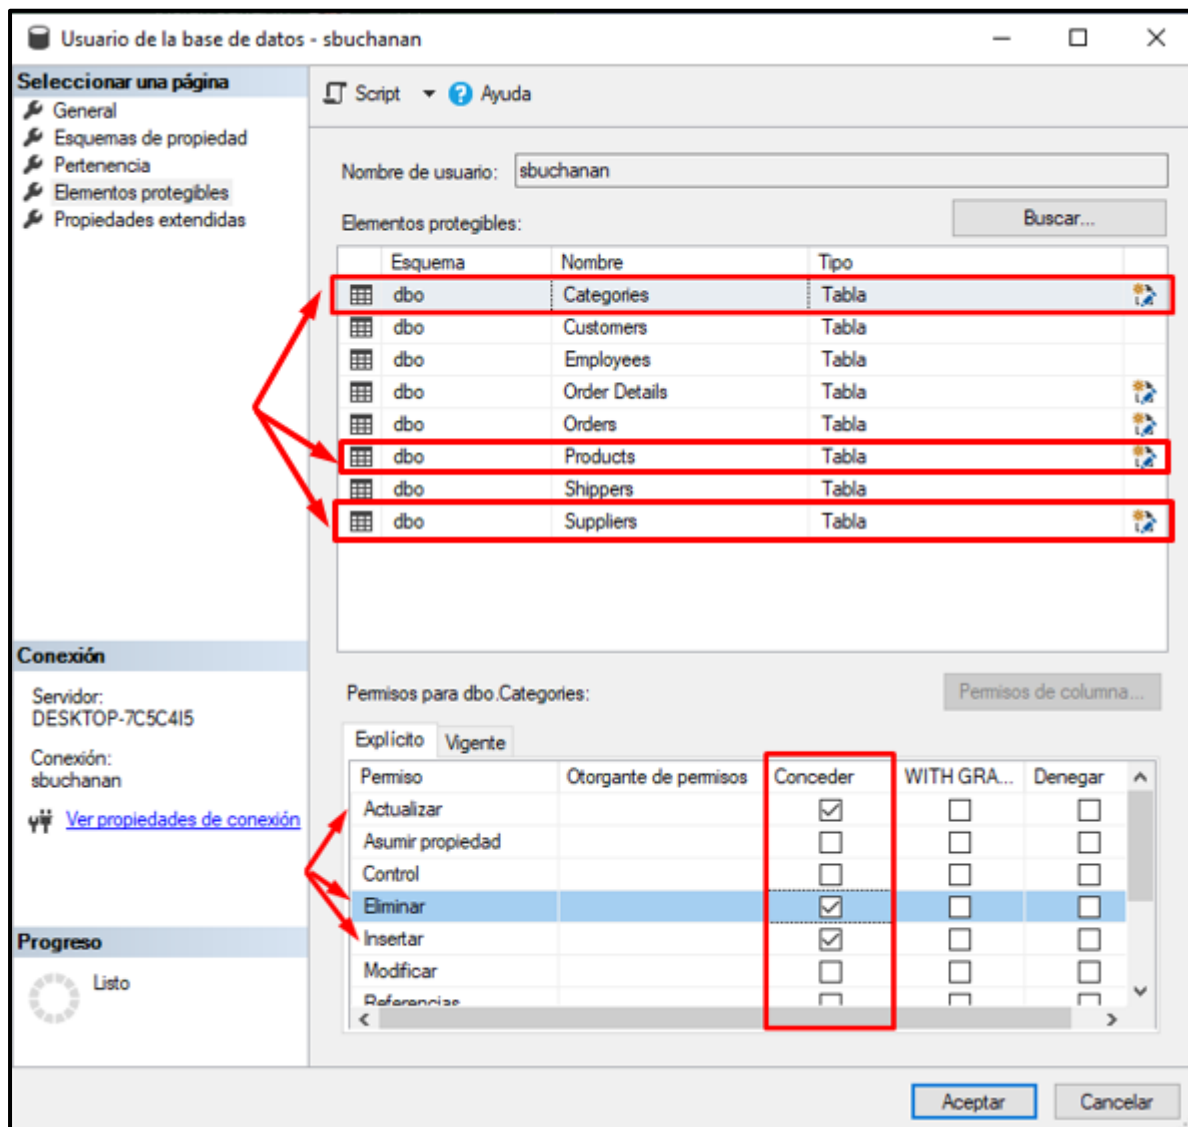 Usuario de la base de datos - sbuchanan
Seleccionar una página
General
Esquemas de propiedad
Pertenencia
Elementos protegibles
Propiedades extendidas
Script
Ayuda
Nombre de usuario: sbuchanan
Elementos protegibles:
Buscar...
Esquema Nombre Tipo
dbo Categories Tabla
dbo Customers Tabla
dbo Employees Tabla
dbo Order Details Tabla
dbo Orders Tabla
dbo Products Tabla
dbo Shippers Tabla
dbo Suppliers Tabla
Conexión
Servidor:
DESKTOP-7C5C4I5
Conexión:
sbuchanan
Ver propiedades de conexión
Progreso
Listo
Permisos para dbo.Categories:
Permisos de columna...
Explícito Vigente
Permiso Otorgante de permisos Conceder WITH GRA... Denegar
Actualizar
Asumir propiedad
Control
Eliminar
Insertar
Modificar
Referencias
Aceptar Cancelar